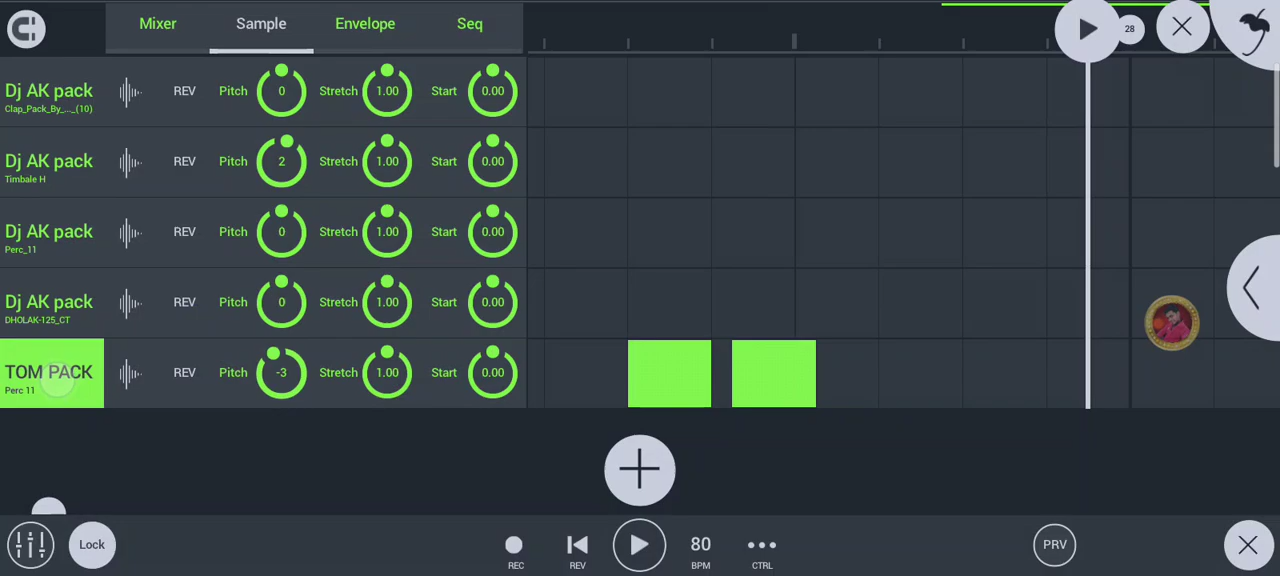 Mixer Sample Envelope Seq
28
Dj AK pack
Clap_Pack_By_..._(10)
REV Pitch 0 Stretch 1.00 Start 0.00
Dj AK pack
Timbale H
REV Pitch 2 Stretch 1.00 Start 0.00
Dj AK pack
Perc_11
REV Pitch 0 Stretch 1.00 Start 0.00
Dj AK pack
DHOLAK-125_CT
REV Pitch 0 Stretch 1.00 Start 0.00
TOM PACK
Perc 11
REV Pitch -3 Stretch 1.00 Start 0.00
Lock
REC
REV
80
BPM
CTRL
PRV